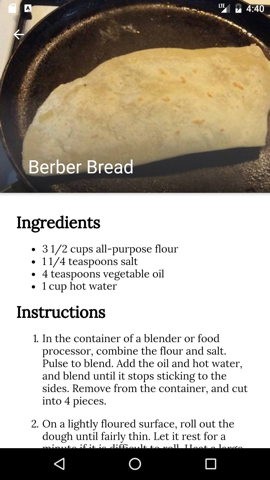 4:40
Berber Bread
Ingredients
• 3 1/2 cups all-purpose flour
• 1 1/4 teaspoons salt
• 4 teaspoons vegetable oil
• 1 cup hot water
Instructions
1. In the container of a blender or food
processor, combine the flour and salt.
Pulse to blend. Add the oil and hot water,
and blend until it stops sticking to the
sides. Remove from the container, and cut
into 4 pieces.
2. On a lightly floured surface, roll out the
dough until fairly thin. Let it rest for a
minute if it is difficult to roll. Heat a large